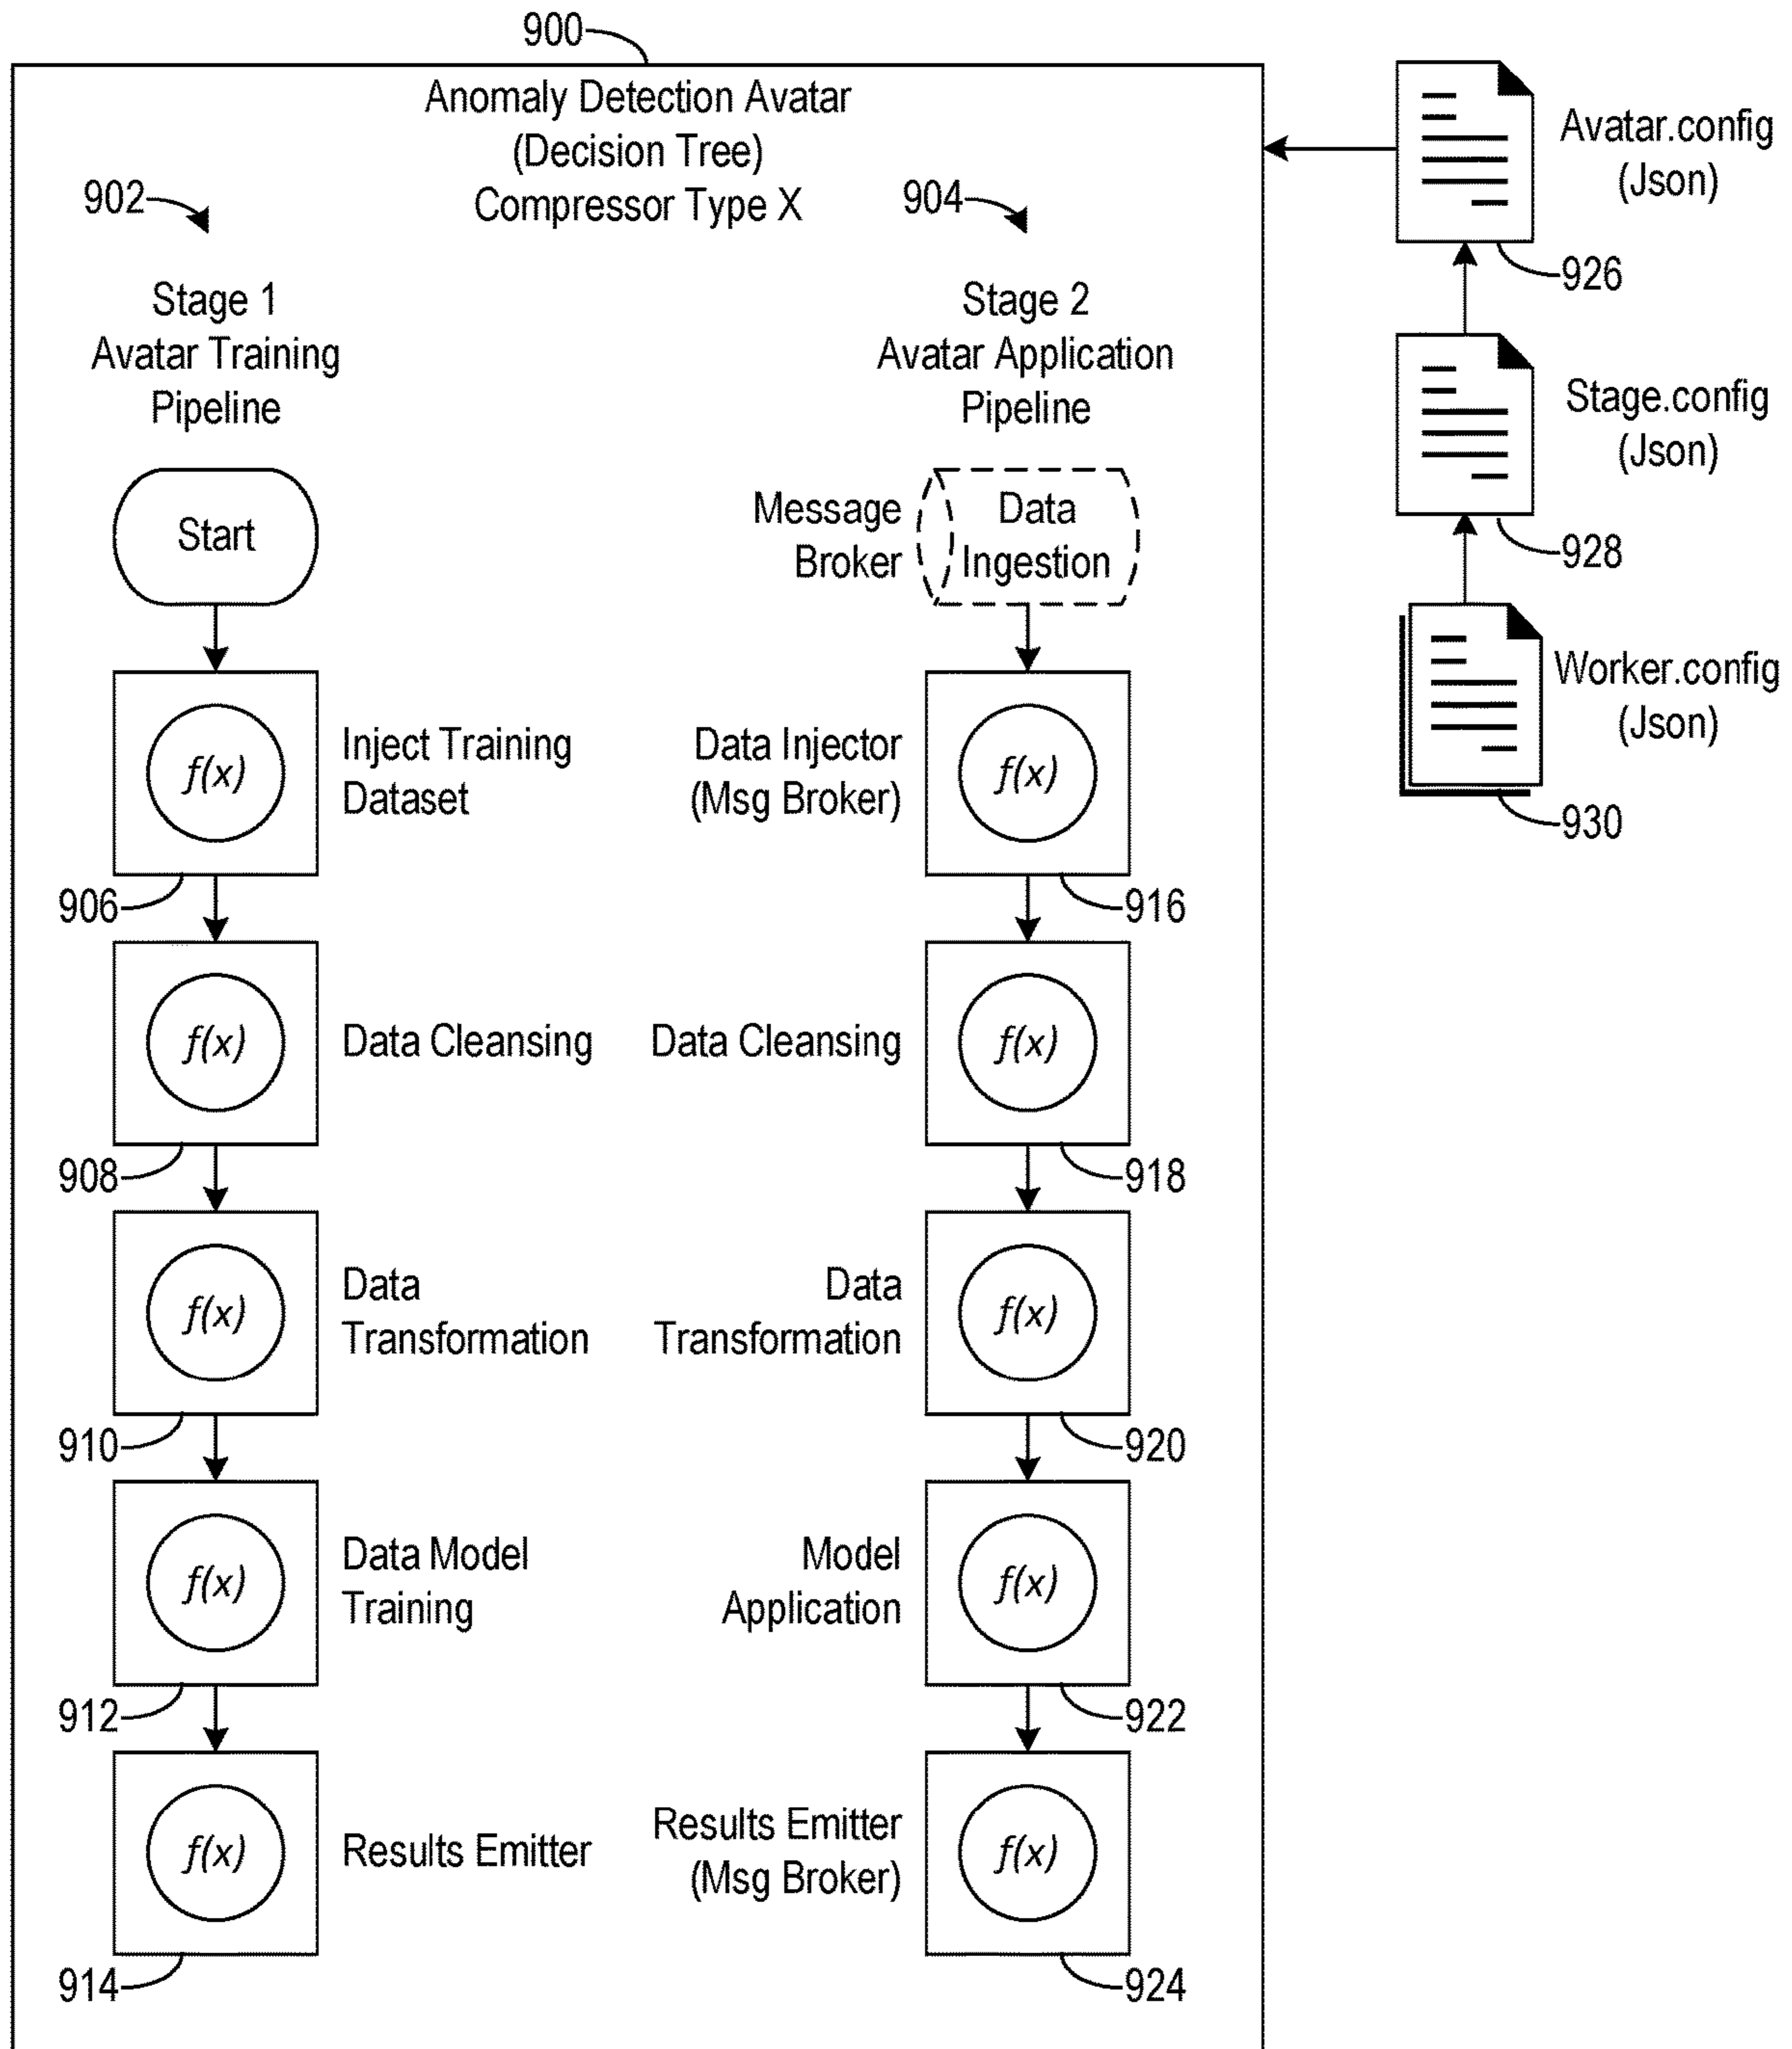 900
Anomaly Detection Avatar
(Decision Tree)
Compressor Type X
902
904
Stage 1
Avatar Training
Pipeline
Stage 2
Avatar Application
Pipeline
Start
Message
Broker
Data
Ingestion
f(x)
Inject Training
Dataset
906
Data Injector
(Msg Broker)
f(x)
916
f(x)
Data Cleansing
908
Data Cleansing
f(x)
918
f(x)
Data
Transformation
910
Data
Transformation
f(x)
920
f(x)
Data Model
Training
912
Model
Application
f(x)
922
f(x)
Results Emitter
914
Results Emitter
(Msg Broker)
f(x)
924
Avatar.config
(Json)
926
Stage.config
(Json)
928
Worker.config
(Json)
930